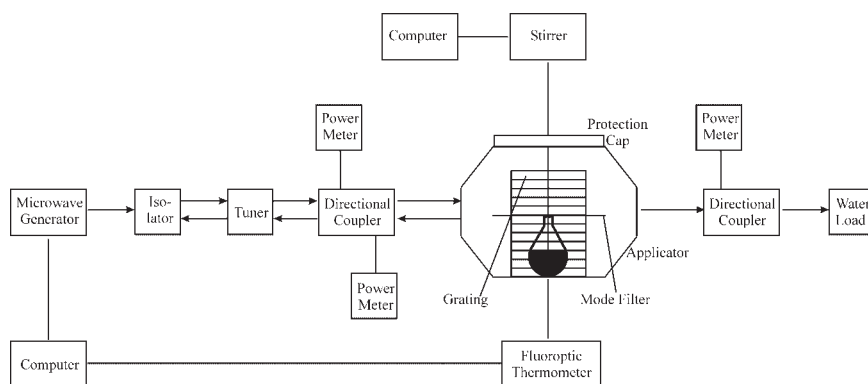 Computer
Stirrer
Power
Meter
Protection
Cap
Power
Meter
Microwave
Generator
Iso-
lator
Tuner
Directional
Coupler
Directional
Coupler
Water
Load
Applicator
Power
Meter
Grating
Mode Filter
Computer
Fluoroptic
Thermometer